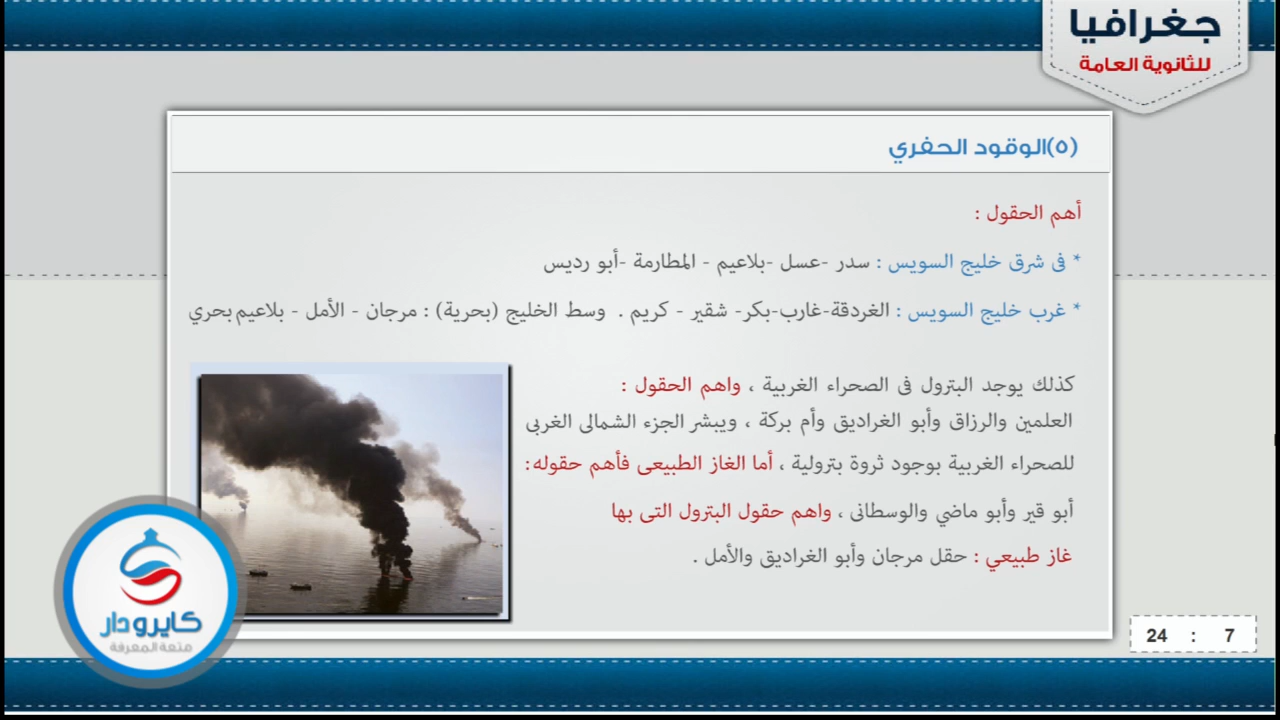 جغرافيا
للثانوية العامة
(٥)الوقود الحفري
أهم الحقول :
* فى شرق خليج السويس : سدر -عسل -بلاعيم - المطارمة -أبو رديس
* غرب خليج السويس : الغردقة-غارب-بكر- شقير - كريم . وسط الخليج (بحرية) : مرجان - الأمل - بلاعيم بحري
كذلك يوجد البترول فى الصحراء الغربية ، واهم الحقول :
العلمين والرزاق وأبو الغراديق وأم بركة ، ويبشر الجزء الشمالى الغربى
للصحراء الغربية بوجود ثروة بترولية ، أما الغاز الطبيعى فأهم حقوله:
أبو قير وأبو ماضي والوسطانى ، واهم حقول البترول التى بها
غاز طبيعي : حقل مرجان وأبو الغراديق والأمل .
كايرودار
متعة المعرفة
24 : 7